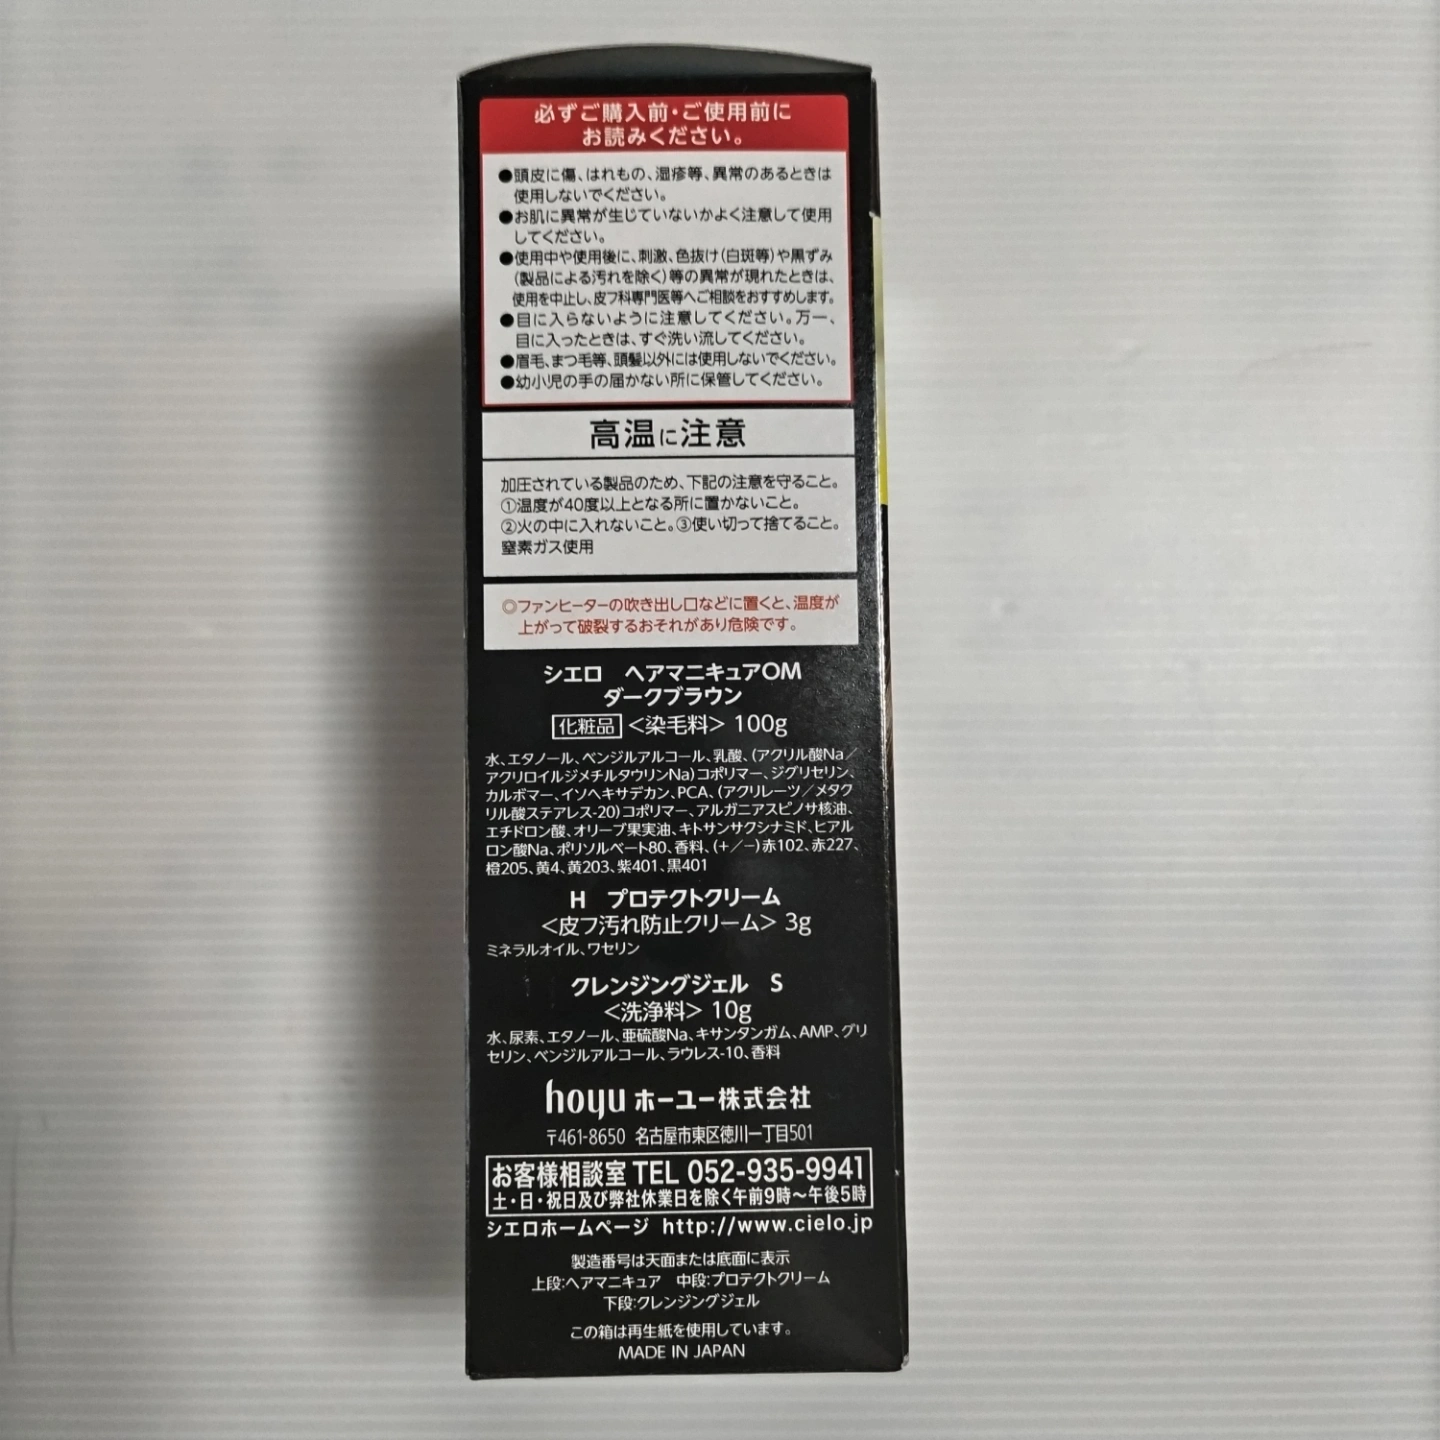 必ずご購入前・ご使用前に
お読みください。
●頭皮に傷、はれもの、湿疹等、異常のあるときは
使用しないでください。
●お肌に異常が生じていないかよく注意して使用
してください。
●使用中や使用後に、刺激、色抜け(白斑等)や黒ずみ
(製品による汚れを除く)等の異常が現れたときは、
使用を中止し、皮フ科専門医等へご相談をおすすめします。
●目に入らないように注意してください。万一、
目に入ったときは、すぐ洗い流してください。
●眉毛、まつ毛等、頭髪以外には使用しないでください。
●幼小児の手の届かない所に保管してください。
高温に注意
加圧されている製品のため、下記の注意を守ること。
①温度が40度以上となる所に置かないこと。
②火の中に入れないこと。③使い切って捨てること。
窒素ガス使用
◎ファンヒーターの吹き出し口などに置くと、温度が
上がって破裂するおそれがあり危険です。
シエロ ヘアマニキュアOM
ダークブラウン
化粧品 <染毛料> 100g
水、エタノール、ベンジルアルコール、乳酸、(アクリル酸Na/
アクリロイルジメチルタウリンNa)コポリマー、ジグリセリン、
カルボマー、イソヘキサデカン、PCA、(アクリレーツ/メタク
リル酸ステアレス-20)コポリマー、アルガニアスピノサ核油、
エチドロン酸、オリーブ果実油、キトサンサクシナミド、ヒアル
ロン酸Na、ポリソルベート80、香料、(+/−)赤102、赤227、
橙205、黄4、黄203、紫401、黒401
H プロテクトクリーム
<皮フ汚れ防止クリーム> 3g
ミネラルオイル、ワセリン
クレンジングジェル S
<洗浄料> 10g
水、尿素、エタノール、亜硫酸Na、キサンタンガム、AMP、グリ
セリン、ベンジルアルコール、ラウレス-10、香料
hoyu ホーユー株式会社
〒461-8650 名古屋市東区徳川一丁目501
お客様相談室 TEL 052-935-9941
土・日・祝日及び弊社休業日を除く午前9時〜午後5時
シエロホームページ http://www.cielo.jp
製造番号は天面または底面に表示
上段:ヘアマニキュア 中段:プロテクトクリーム
下段:クレンジングジェル
この箱は再生紙を使用しています。
MADE IN JAPAN